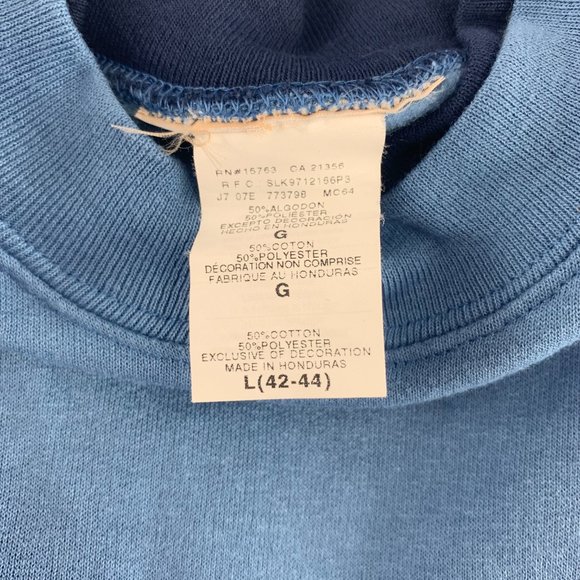 RN#15763 CA 21356
R F C : SLK9712166P3
J7 07E 773798 MC64
50%ALGODON
50%POLIESTER
EXCEPTO DECORACION
HECHO EN HONDURAS
G
50%COTON
50%POLYESTER
DÉCORATION NON COMPRISE
FABRIQUE AU HONDURAS
G
50%COTTON
50%POLYESTER
EXCLUSIVE OF DECORATION
MADE IN HONDURAS
L(42-44)